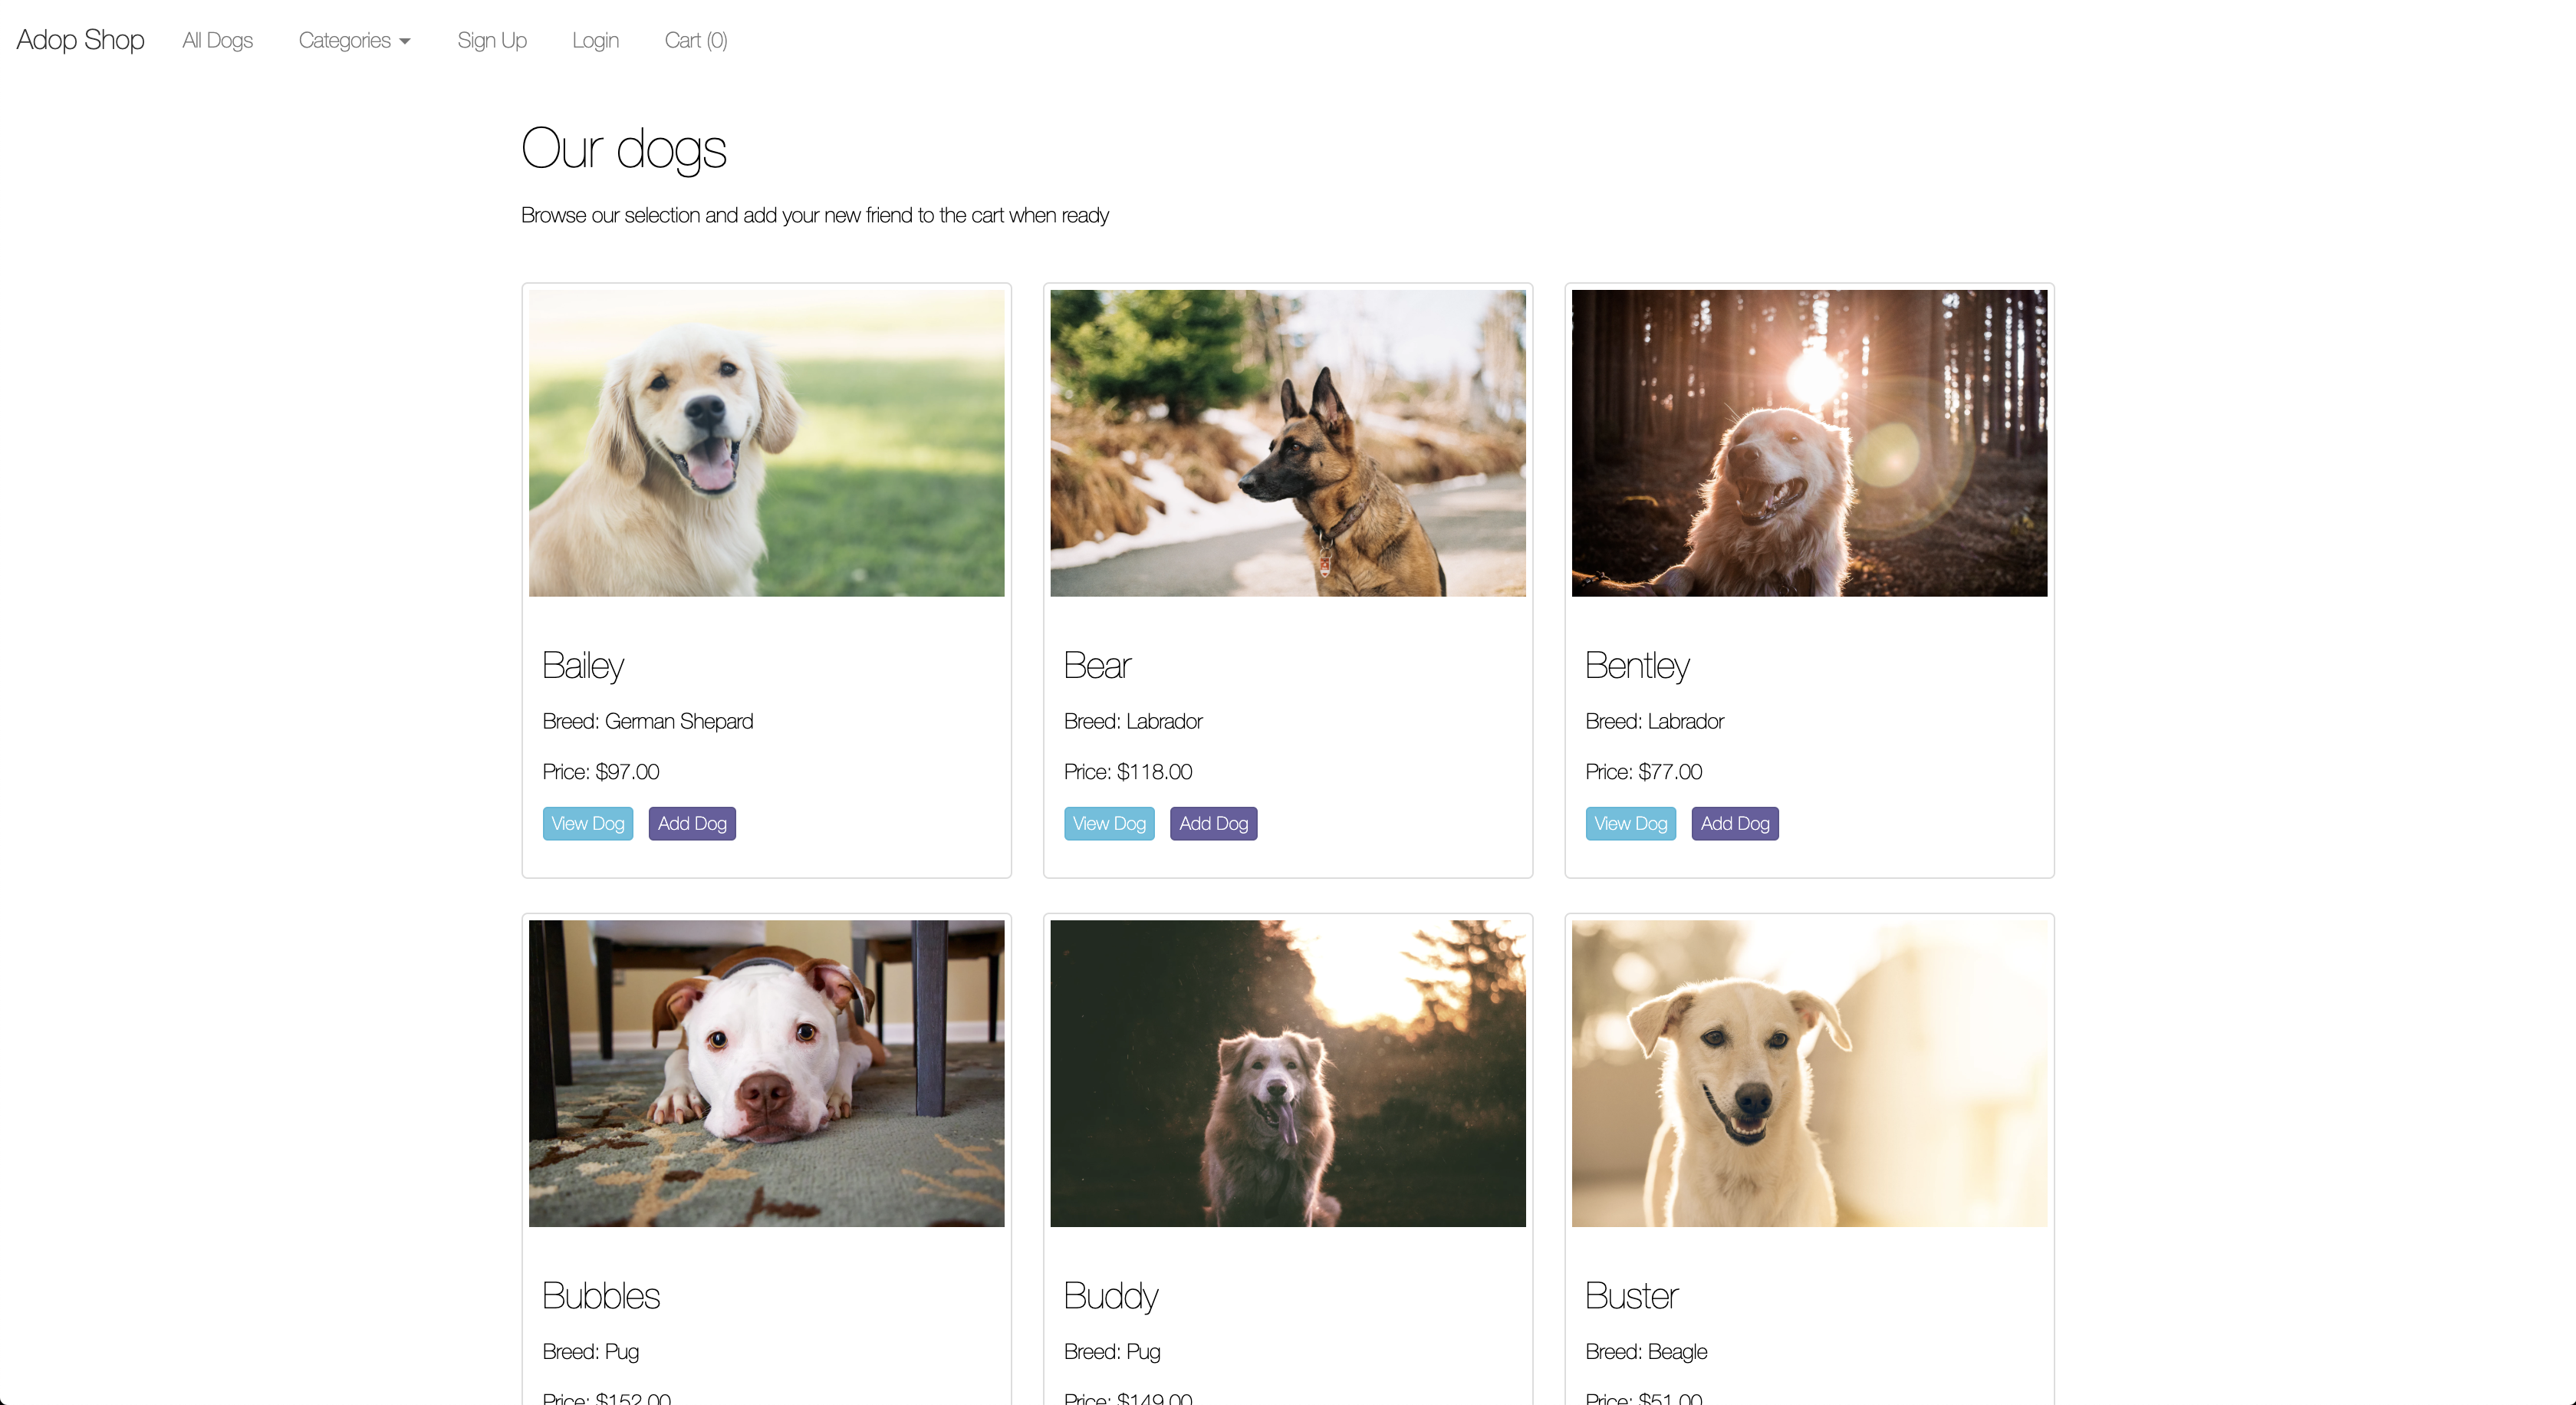 Adop Shop All Dogs Categories Sign Up Login Cart (0)
Our dogs
Browse our selection and add your new friend to the cart when ready
Bailey
Breed: German Shepard
Price: $97.00
View Dog Add Dog
Bear
Breed: Labrador
Price: $118.00
View Dog Add Dog
Bentley
Breed: Labrador
Price: $77.00
View Dog Add Dog
Bubbles
Breed: Pug
Price: $152.00
Buddy
Breed: Pug
Price: $149.00
Buster
Breed: Beagle
Price: $51.00